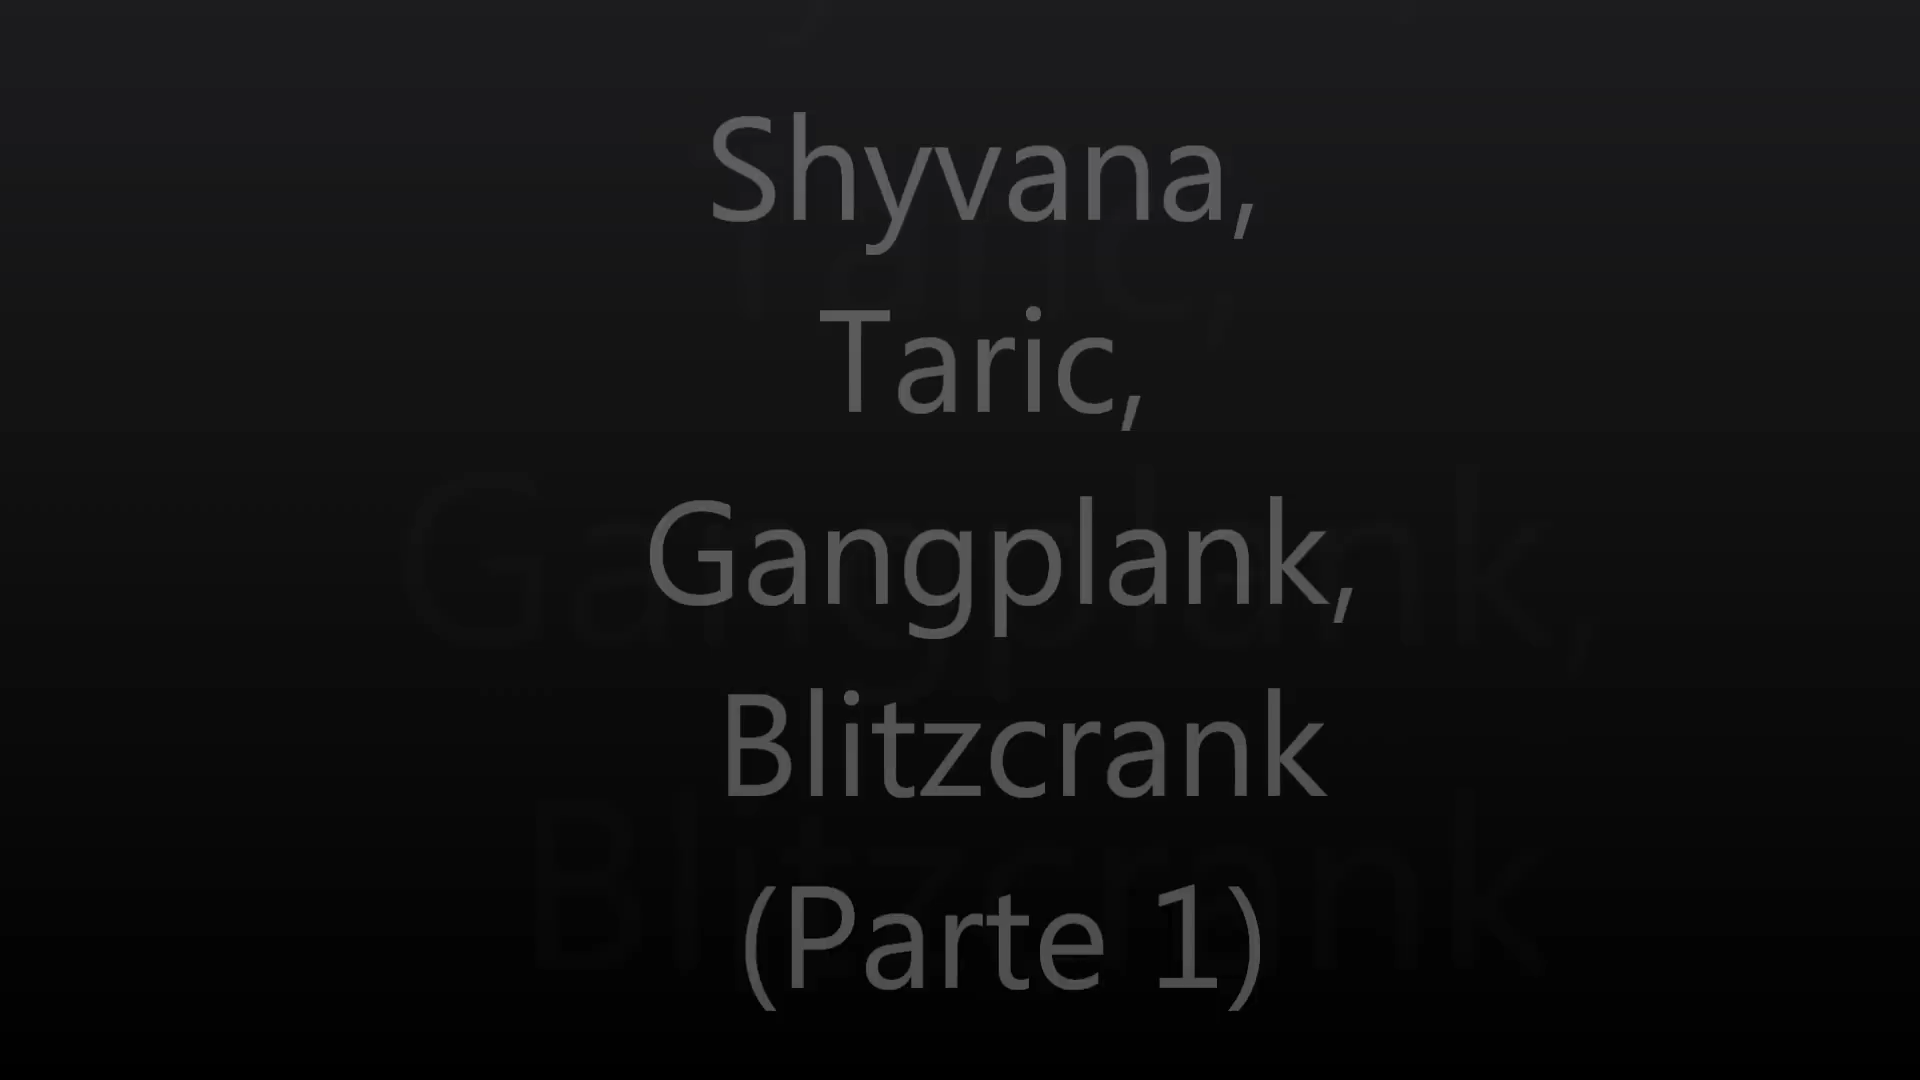 Shyvana,
Taric,
Gangplank,
Blitzcrank
(Parte 1)